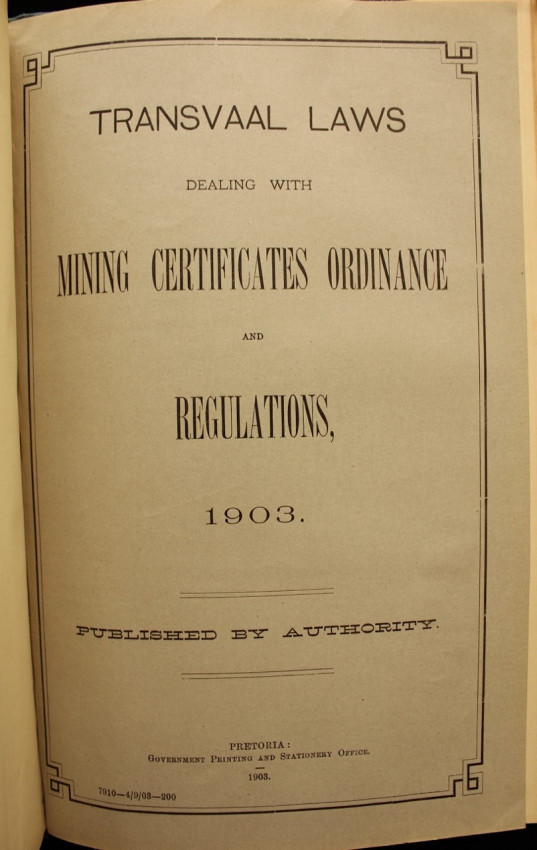 TRANSVAAL LAWS
DEALING WITH
MINING CERTIFICATES ORDINANCE
AND
REGULATIONS,
1903.
PUBLISHED BY AUTHORITY.
PRETORIA:
GOVERNMENT PRINTING AND STATIONERY OFFICE.
1903.
7910—4/9/03—200